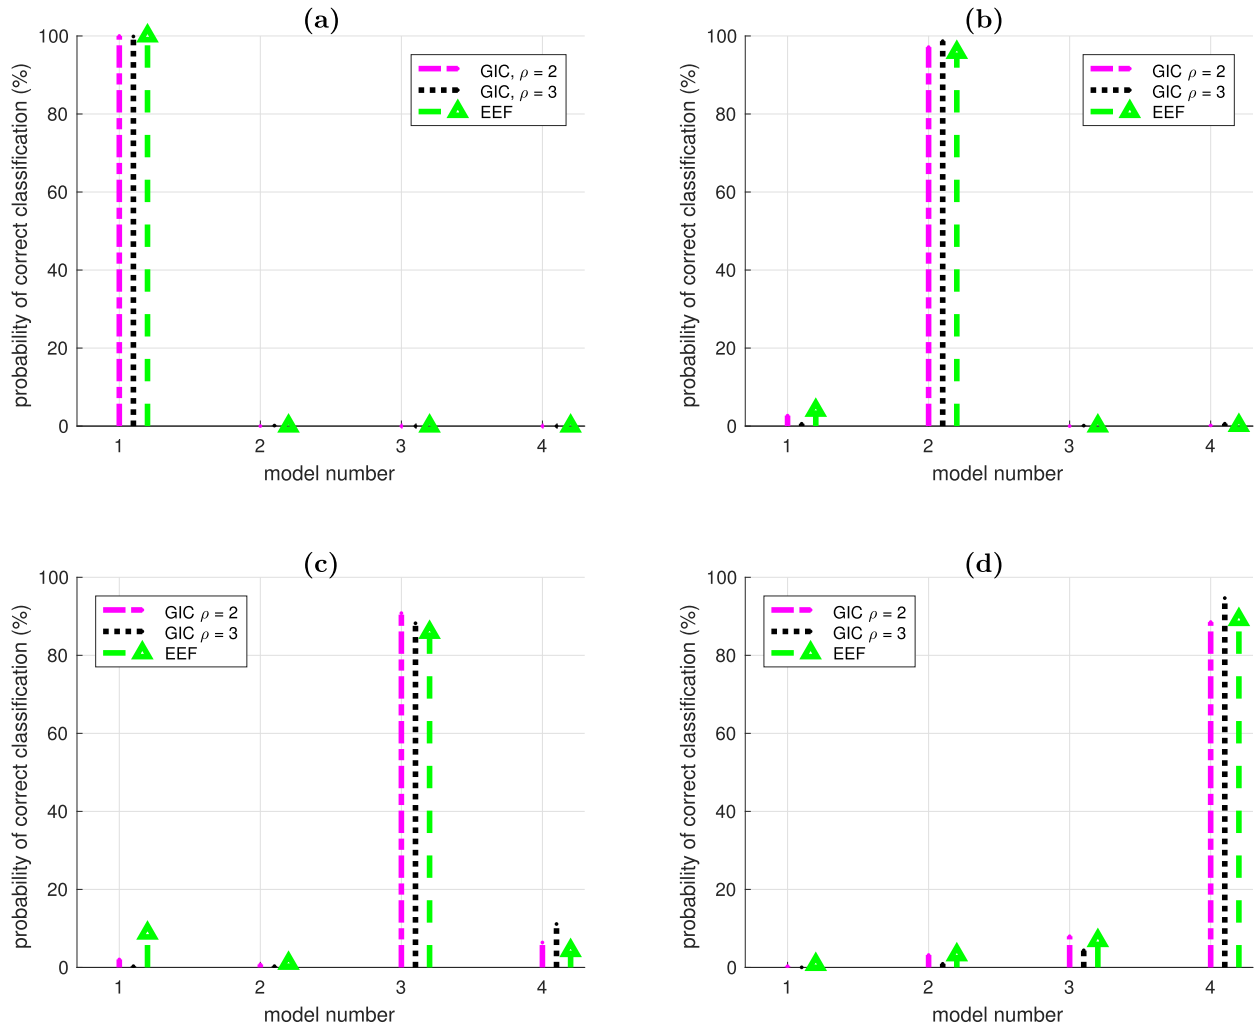 (a)
probability of correct classification (%)
100
80
60
40
20
0
GIC, ρ = 2
GIC, ρ = 3
EEF
1 2 3 4
model number
(b)
probability of correct classification (%)
100
80
60
40
20
0
GIC ρ = 2
GIC ρ = 3
EEF
1 2 3 4
model number
(c)
probability of correct classification (%)
100
80
60
40
20
0
GIC ρ = 2
GIC ρ = 3
EEF
1 2 3 4
model number
(d)
probability of correct classification (%)
100
80
60
40
20
0
GIC ρ = 2
GIC ρ = 3
EEF
1 2 3 4
model number